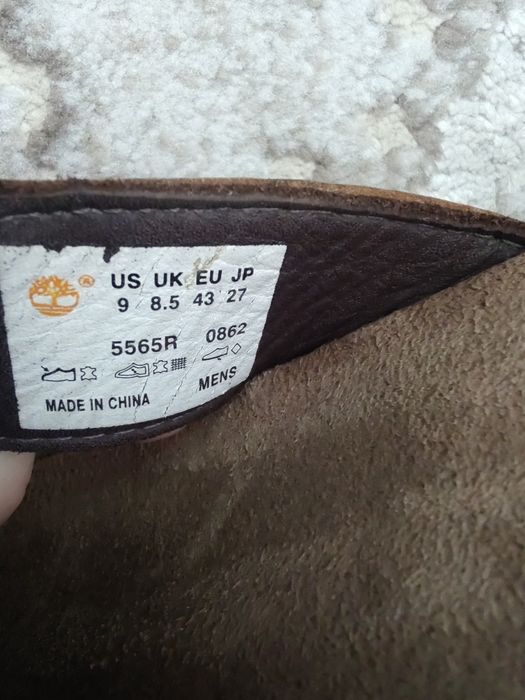 ®
US UK EU JP
9 8.5 43 27
5565R 0862
MENS
MADE IN CHINA